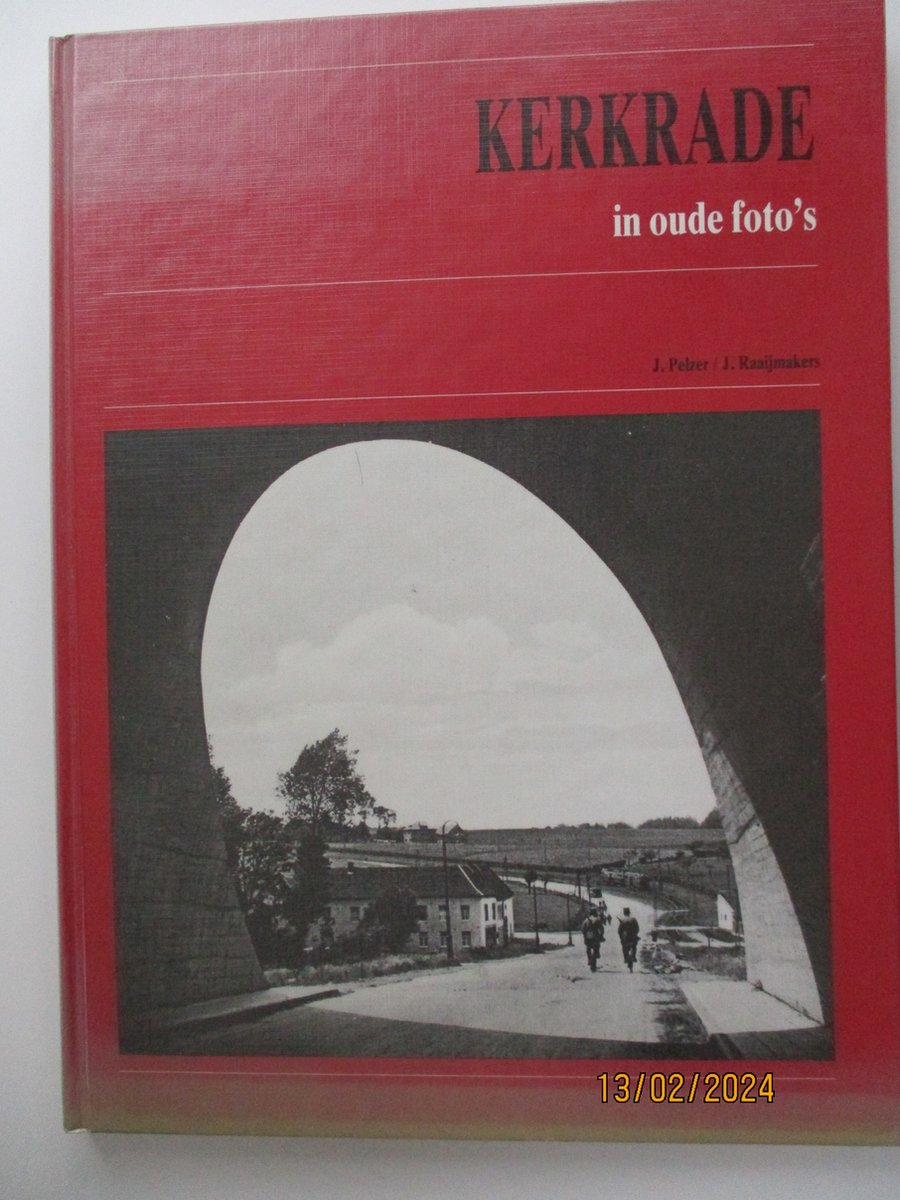 KERKRADE
in oude foto's
J. Pelzer / J. Raaijmakers
13/02/2024